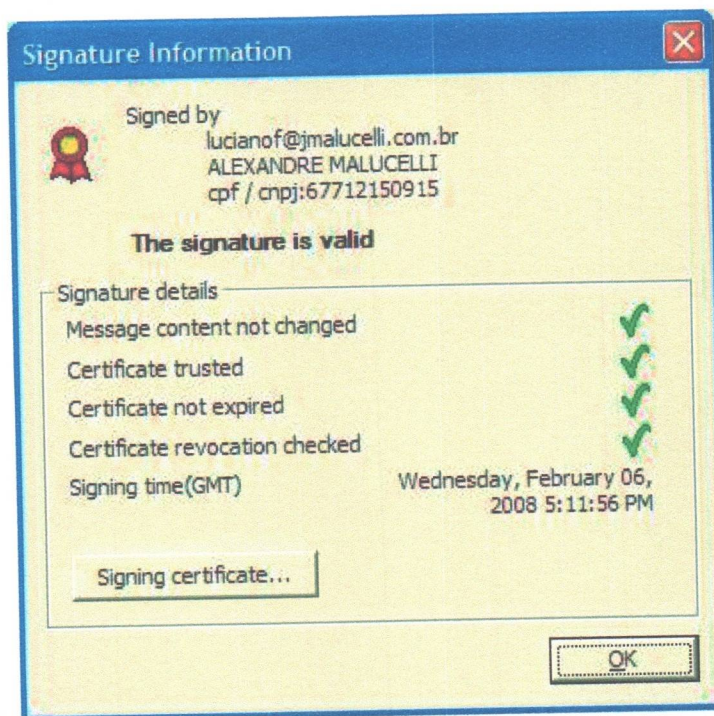 Signature Information
Signed by
lucianof@jmalucelli.com.br
ALEXANDRE MALUCELLI
cpf / cnpj:67712150915
The signature is valid
Signature details
Message content not changed
Certificate trusted
Certificate not expired
Certificate revocation checked
Signing time(GMT) Wednesday, February 06,
2008 5:11:56 PM
Signing certificate...
OK